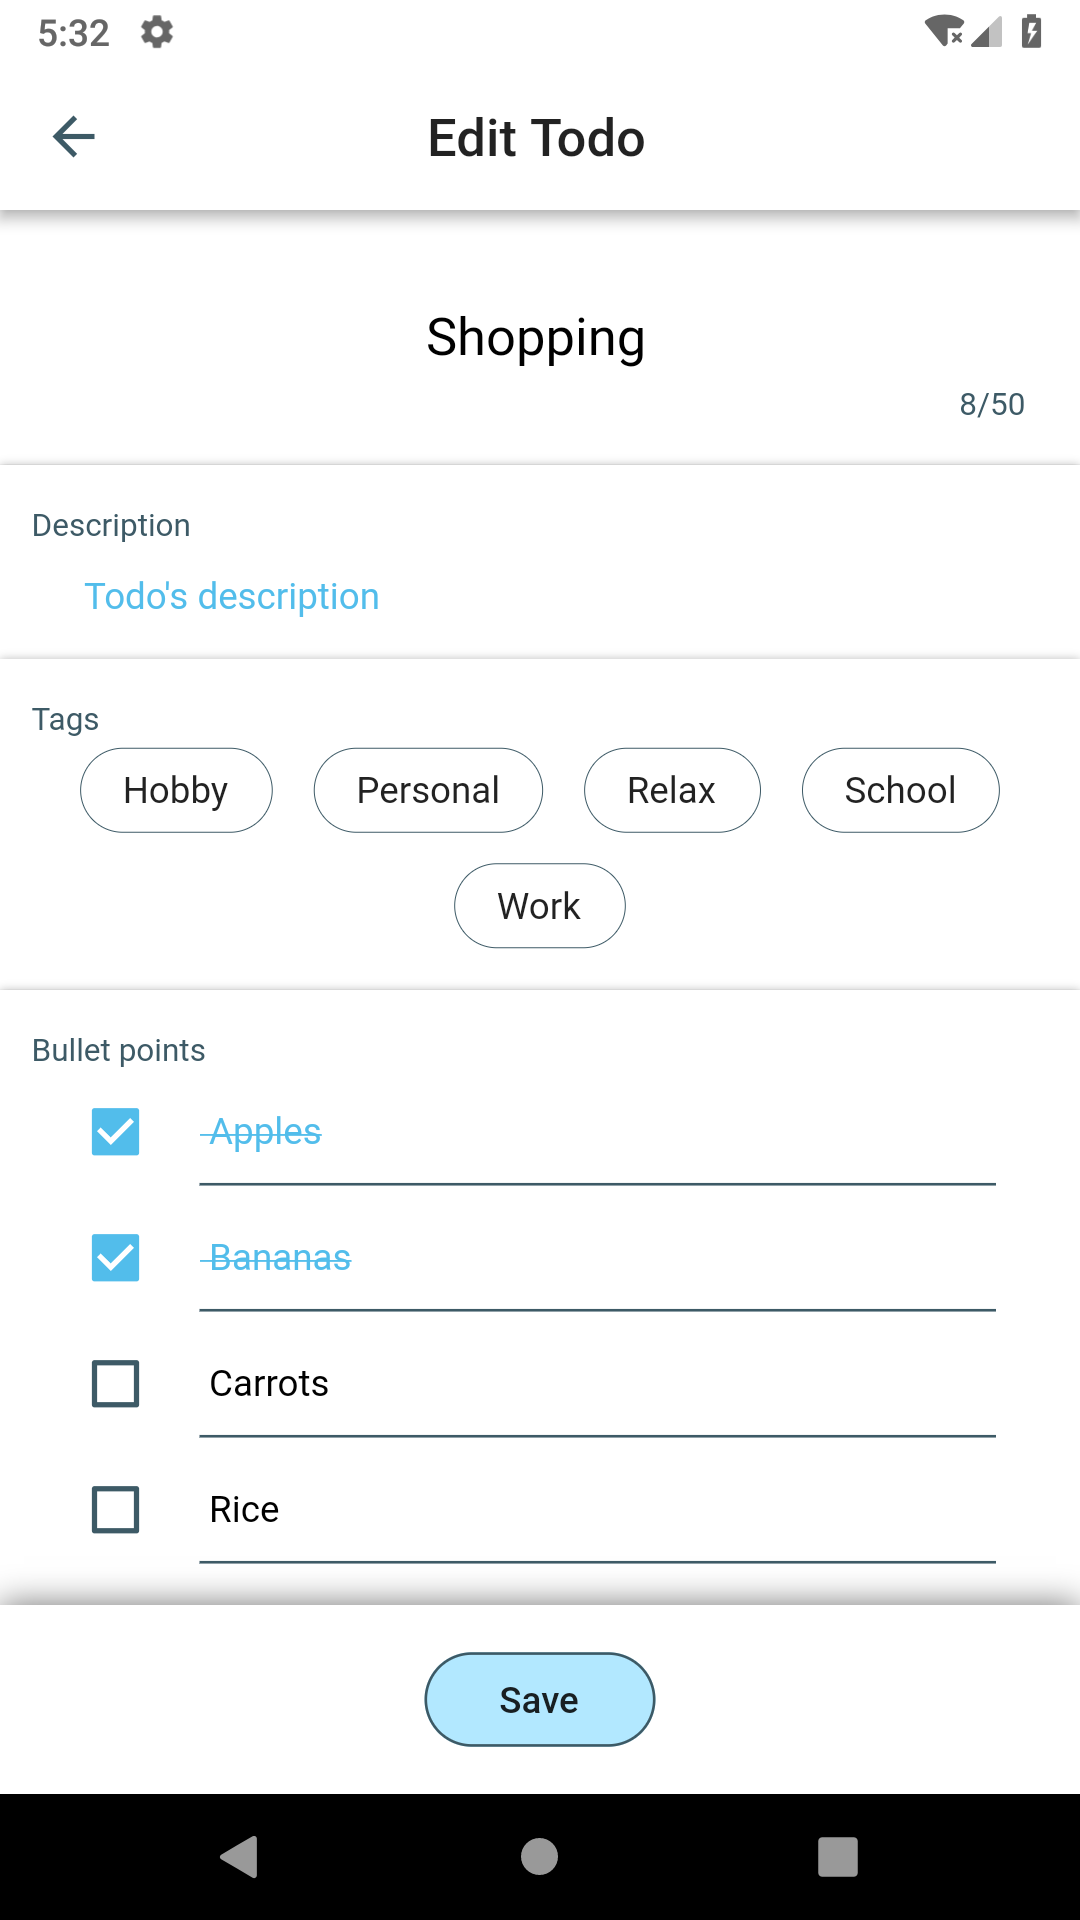 5:32
Edit Todo
Shopping
8/50
Description
Todo's description
Tags
Hobby Personal Relax School
Work
Bullet points
Apples
Bananas
Carrots
Rice
Save